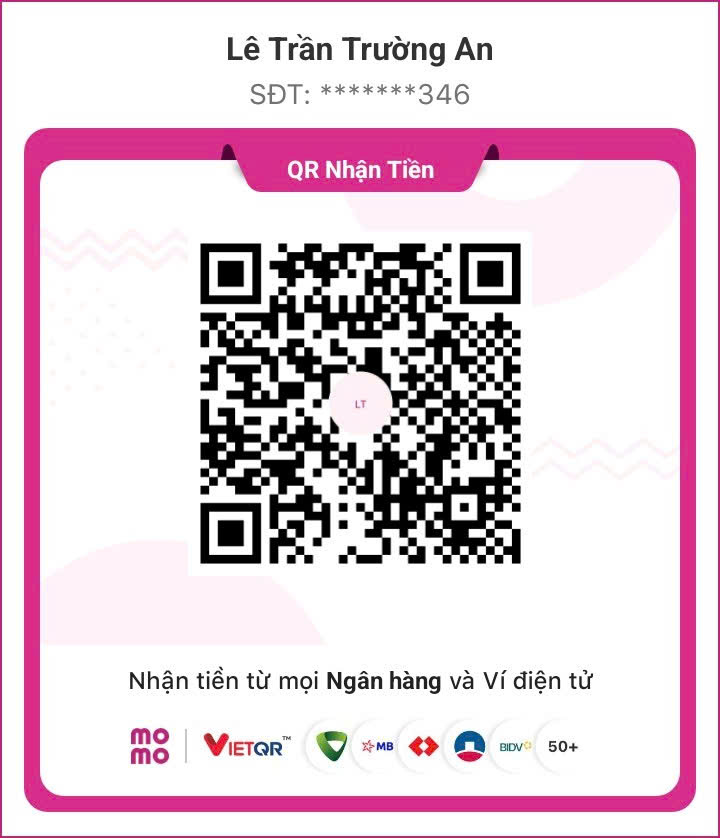 Lê Trần Trường An
SĐT: *******346
QR Nhận Tiền
LT
Nhận tiền từ mọi Ngân hàng và Ví điện tử
mo
mo
VIETQR™
MB
BIDV
50+